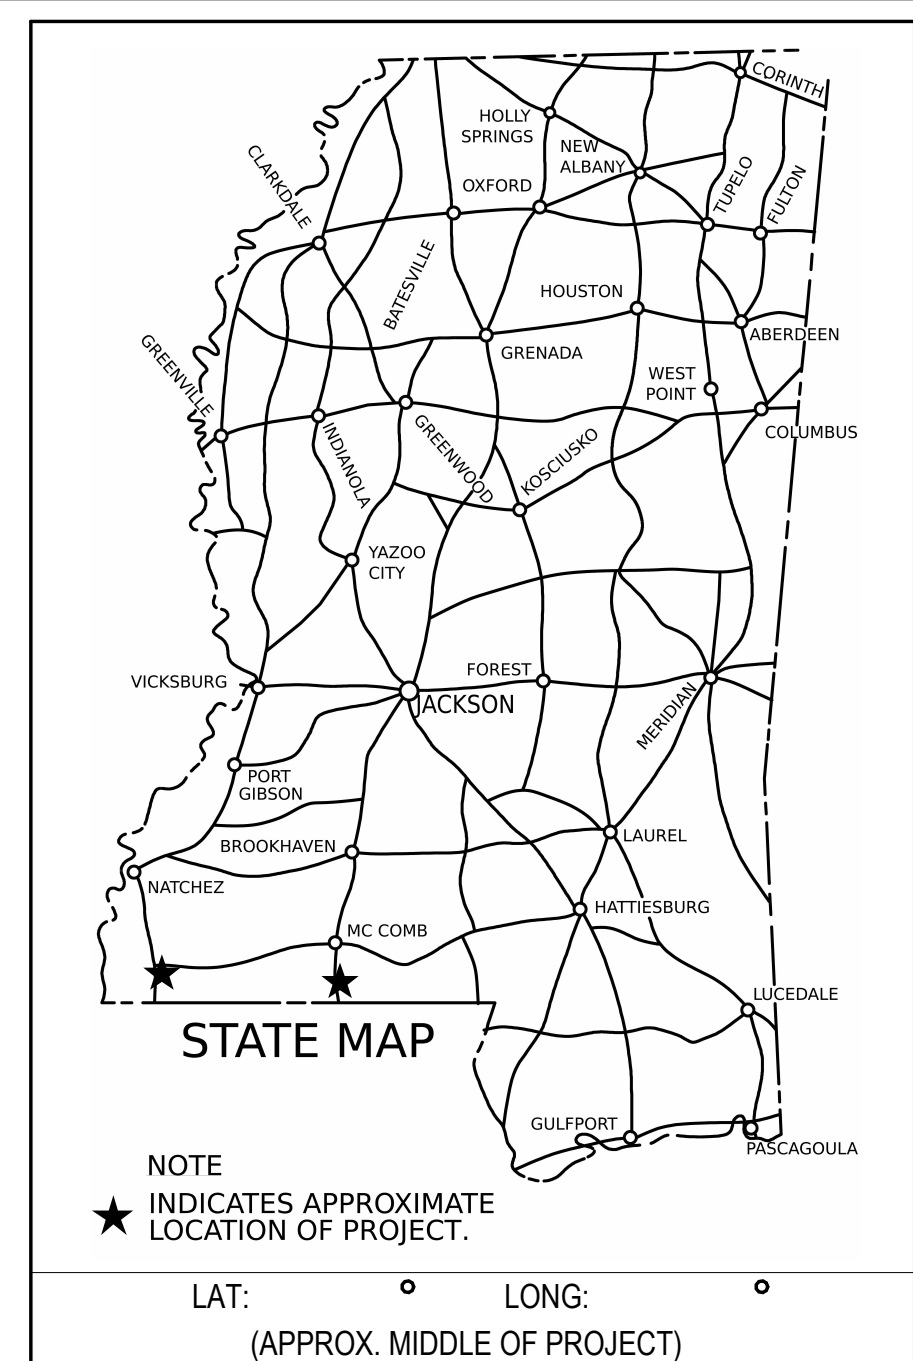 CORINTH
HOLLY
SPRINGS
NEW
ALBANY
CLARKDALE
OXFORD
TUPELO
FULTON
BATESVILLE
HOUSTON
ABERDEEN
GREENVILLE
GRENADA
WEST
POINT
COLUMBUS
INDIANOLA
GREENWOOD
KOSCIUSKO
YAZOO
CITY
VICKSBURG
FOREST
JACKSON
MERIDIAN
PORT
GIBSON
BROOKHAVEN
LAUREL
NATCHEZ
HATTIESBURG
MC COMB
LUCEDALE
STATE MAP
GULFPORT
PASCAGOULA
NOTE
INDICATES APPROXIMATE
LOCATION OF PROJECT.
LAT: ° LONG: °
(APPROX. MIDDLE OF PROJECT)